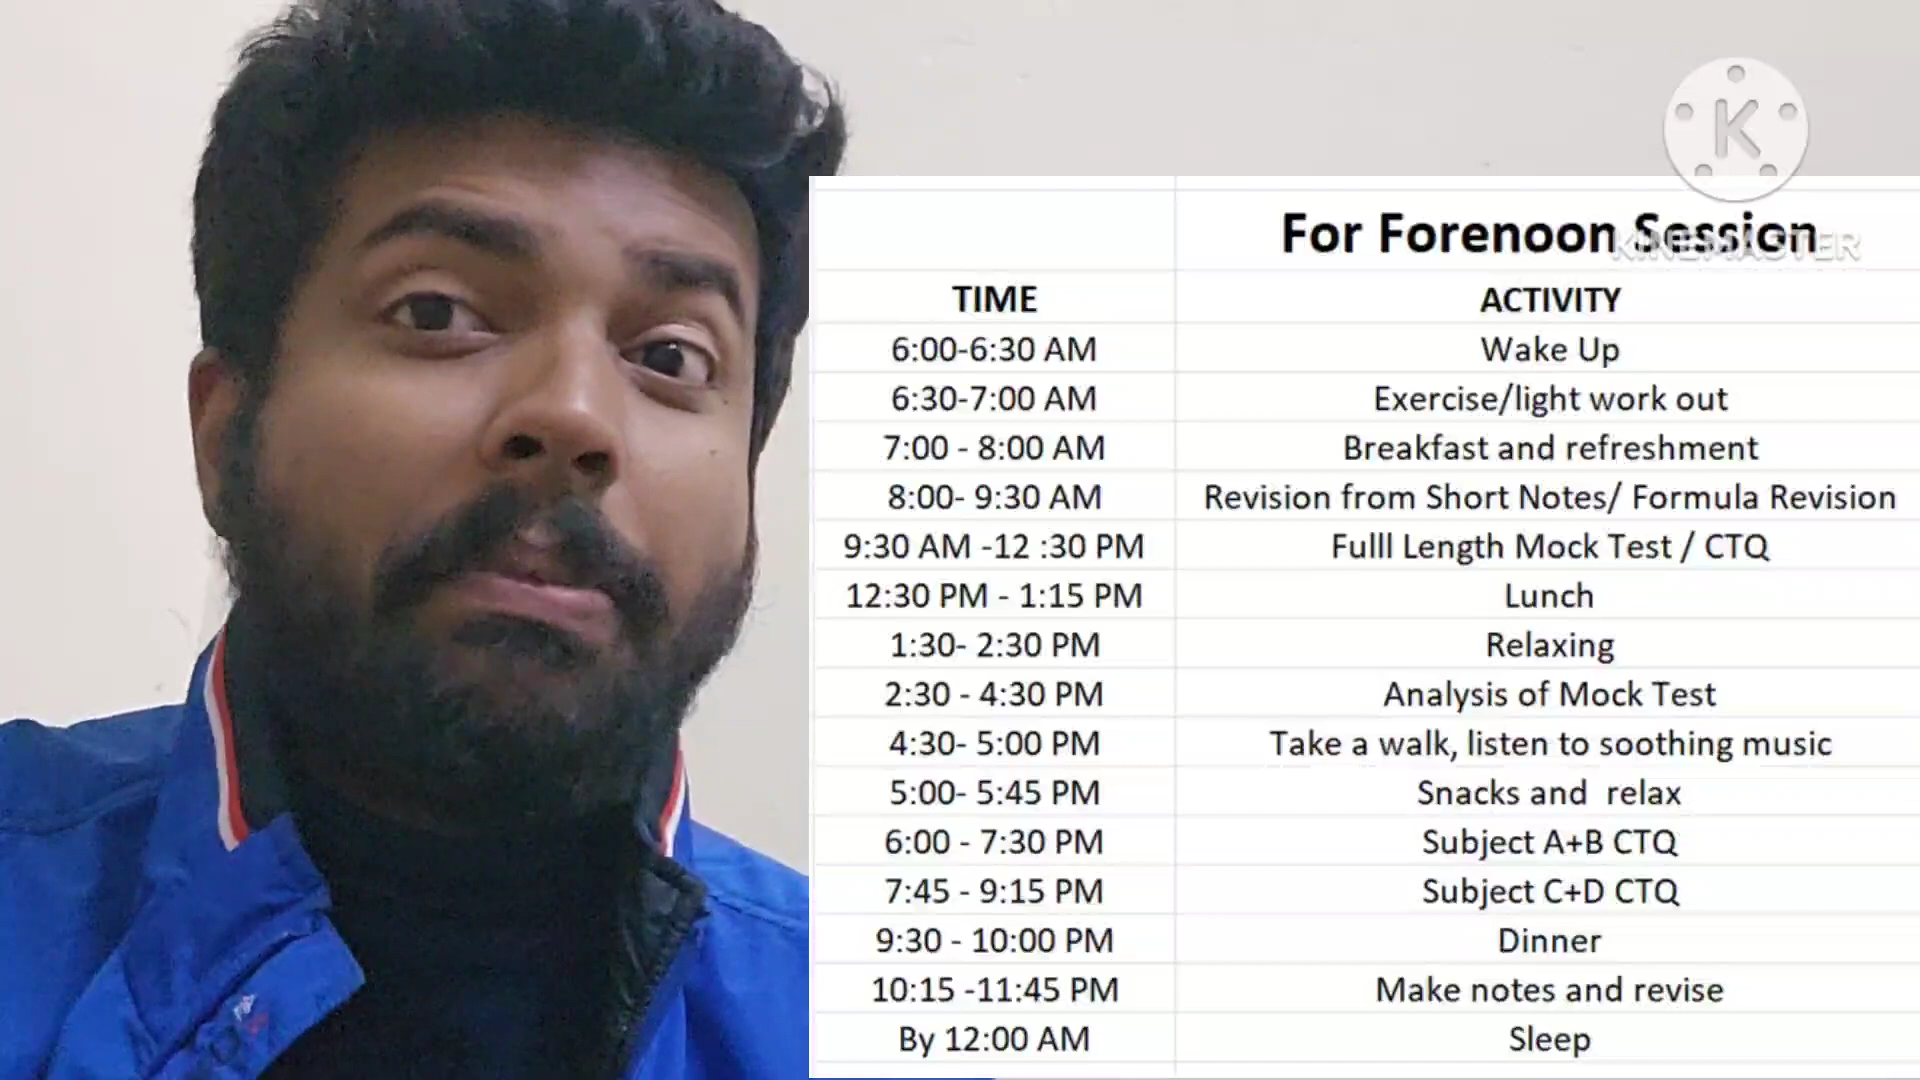 K
KINEMASTER
For Forenoon Session
TIME ACTIVITY
6:00-6:30 AM Wake Up
6:30-7:00 AM Exercise/light work out
7:00 - 8:00 AM Breakfast and refreshment
8:00- 9:30 AM Revision from Short Notes/ Formula Revision
9:30 AM -12 :30 PM Fulll Length Mock Test / CTQ
12:30 PM - 1:15 PM Lunch
1:30- 2:30 PM Relaxing
2:30 - 4:30 PM Analysis of Mock Test
4:30- 5:00 PM Take a walk, listen to soothing music
5:00- 5:45 PM Snacks and  relax
6:00 - 7:30 PM Subject A+B CTQ
7:45 - 9:15 PM Subject C+D CTQ
9:30 - 10:00 PM Dinner
10:15 -11:45 PM Make notes and revise
By 12:00 AM Sleep